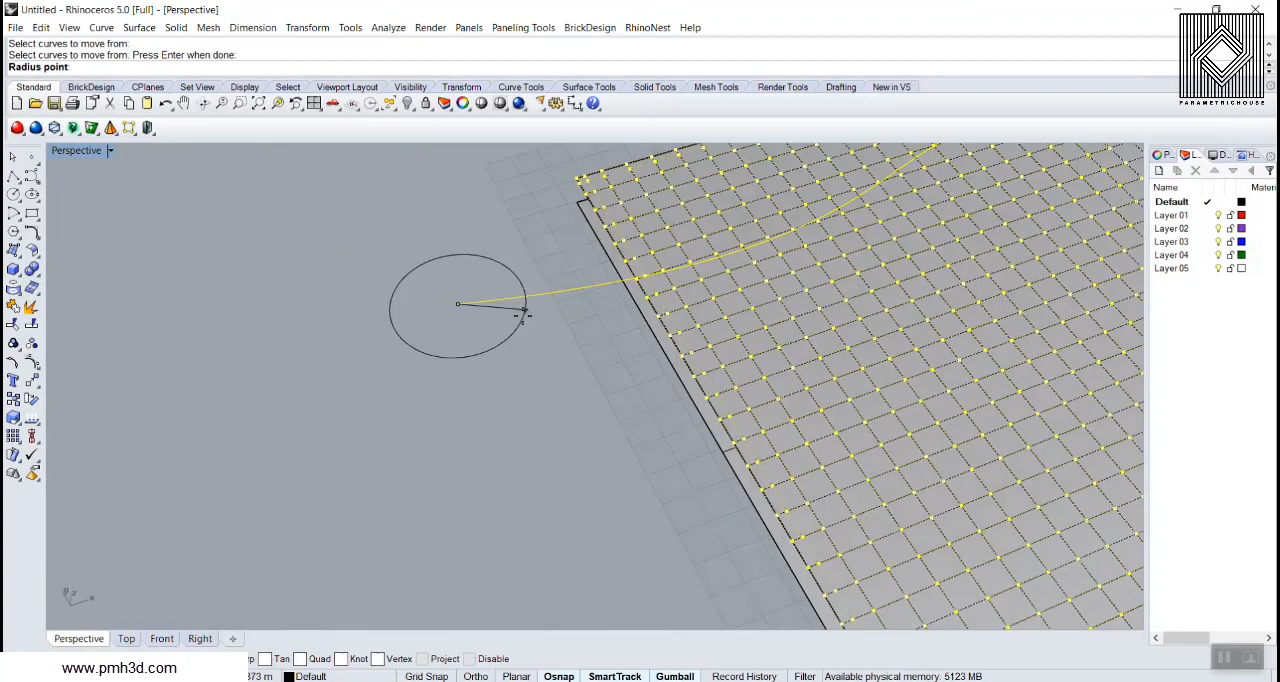 Untitled - Rhinoceros 5.0 [Full] - [Perspective]
File Edit View Curve Surface Solid Mesh Dimension Transform Tools Analyze Render Panels Paneling Tools BrickDesign RhinoNest Help
Select curves to move from:
Select curves to move from. Press Enter when done:
Radius point:
PARAMETRICHOUSE
Standard BrickDesign CPlanes Set View Display Select Viewport Layout Visibility Transform Curve Tools Surface Tools Solid Tools Mesh Tools Render Tools Drafting New in V5
Perspective
P... L... D... H...
Name Mater
Default
Layer 01
Layer 02
Layer 03
Layer 04
Layer 05
y z x
Perspective Top Front Right
Tan Quad Knot Vertex Project Disable
www.pmh3d.com
373 m Default Grid Snap Ortho Planar Osnap SmartTrack Gumball Record History Filter Available physical memory: 5123 MB